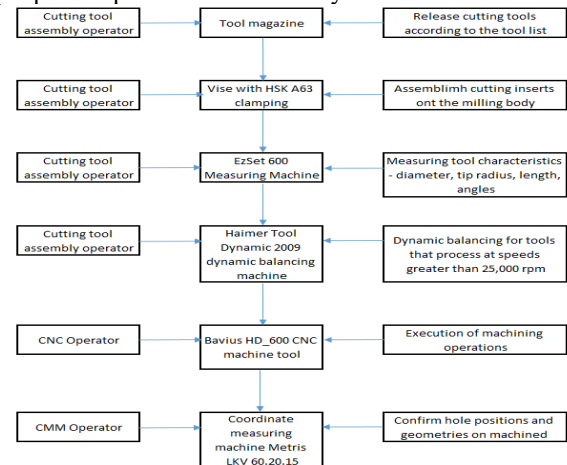 Cutting tool
assembly operator
Tool magazine
Release cutting tools
according to the tool list
Cutting tool
assembly operator
Vise with HSK A63
clamping
Assemblimh cutting inserts
ont the milling body
Cutting tool
assembly operator
EzSet 600
Measuring Machine
Measuring tool characteristics
- diameter, tip radius, length,
angles
Cutting tool
assembly operator
Haimer Tool
Dynamic 2009
dynamic balancing
machine
Dynamic balancing for tools
that process at speeds
greater than 25,000 rpm
CNC Operator
Bavius HD_600 CNC
machine tool
Execution of machining
operations
CMM Operator
Coordinate
measuring
machine Metris
LKV 60.20.15
Confirm hole positions and
geometries on machined